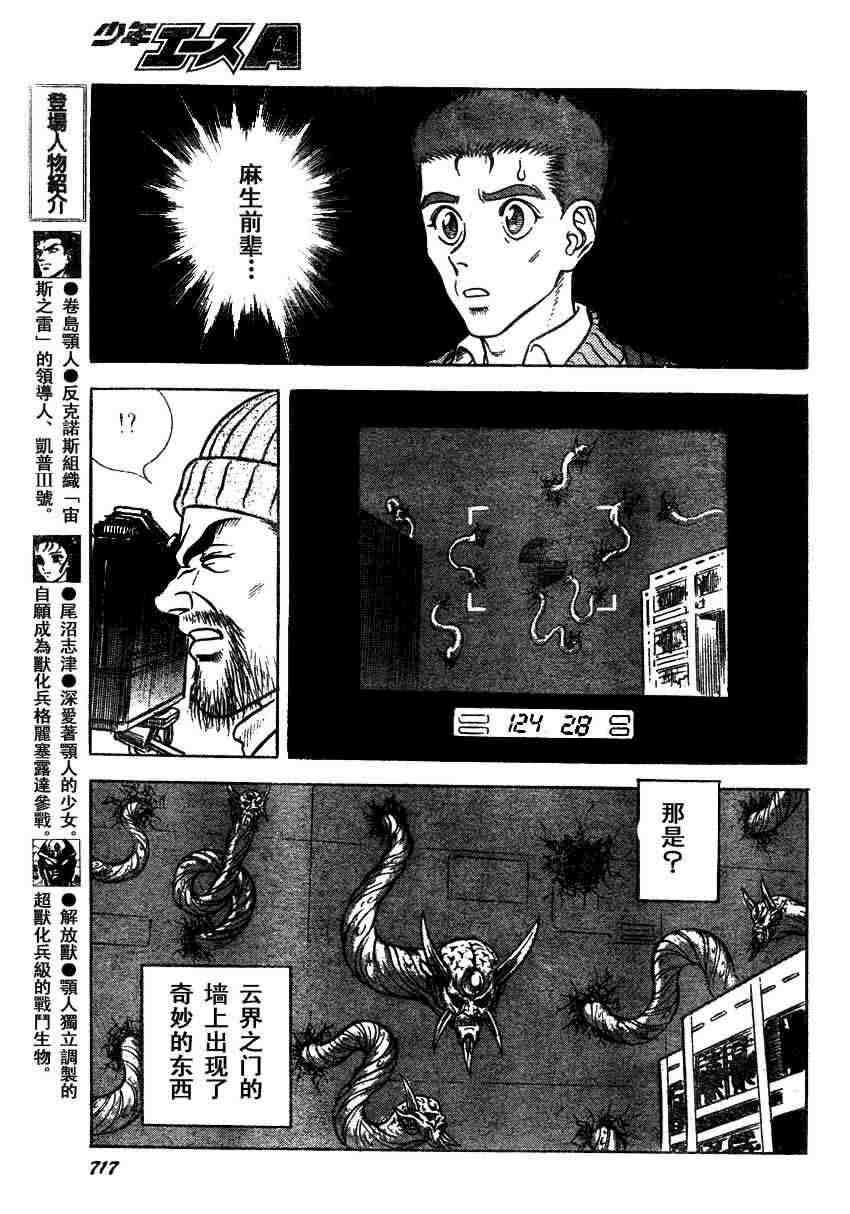 少年エースA
登場人物紹介
●卷島顎人●反克諾斯組織「宙
斯之雷」的領導人、凱普III號。
●尾沼志津●深愛著顎人的少女。
自願成為獸化兵格麗塞露達參戰。
●解放獸●顎人獨立調製的
超獸化兵級的戰鬥生物。
麻生
前辈…
!?
124 28
那是？
云界之门的
墙上出现了
奇妙的东西
717